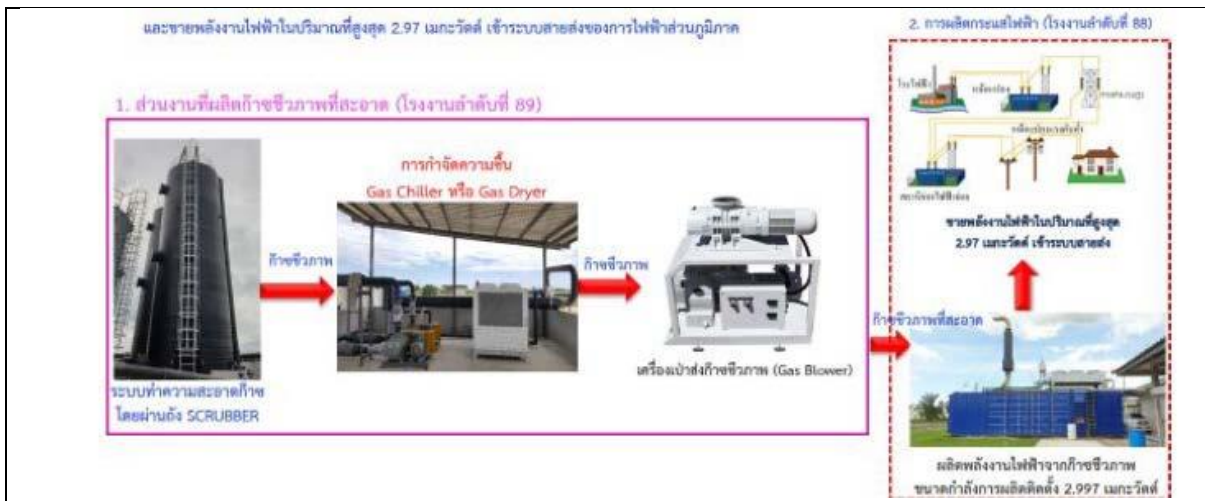 และขายพลังงานไฟฟ้าในปริมาณที่สูงสุด 2.97 เมกะวัตต์ เข้าระบบสายส่งของการไฟฟ้าส่วนภูมิภาค
1. ส่วนงานที่ผลิตก๊าซชีวภาพที่สะอาด (โรงงานลำดับที่ 89)
การกำจัดความชื้น
Gas Chiller หรือ Gas Dryer
ก๊าซชีวภาพ
ก๊าซชีวภาพ
ระบบทำความสะอาดก๊าซ
โดยผ่านถัง SCRUBBER
เครื่องเป่าส่งก๊าซชีวภาพ (Gas Blower)
ก๊าซชีวภาพที่สะอาด
2. การผลิตกระแสไฟฟ้า (โรงงานลำดับที่ 88)
โรงไฟฟ้า
ขายพลังงานไฟฟ้าในปริมาณที่สูงสุด
2.97 เมกะวัตต์ เข้าระบบสายส่ง
ผลิตพลังงานไฟฟ้าจากก๊าซชีวภาพ
ขนาดกำลังการผลิตติดตั้ง 2.997 เมกะวัตต์